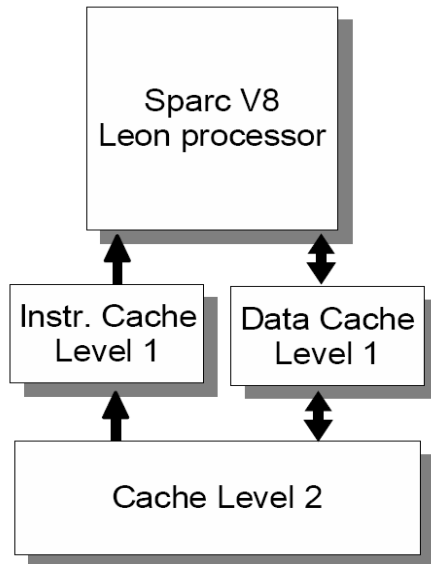 Sparc V8
Leon processor
Instr. Cache
Level 1
Data Cache
Level 1
Cache Level 2